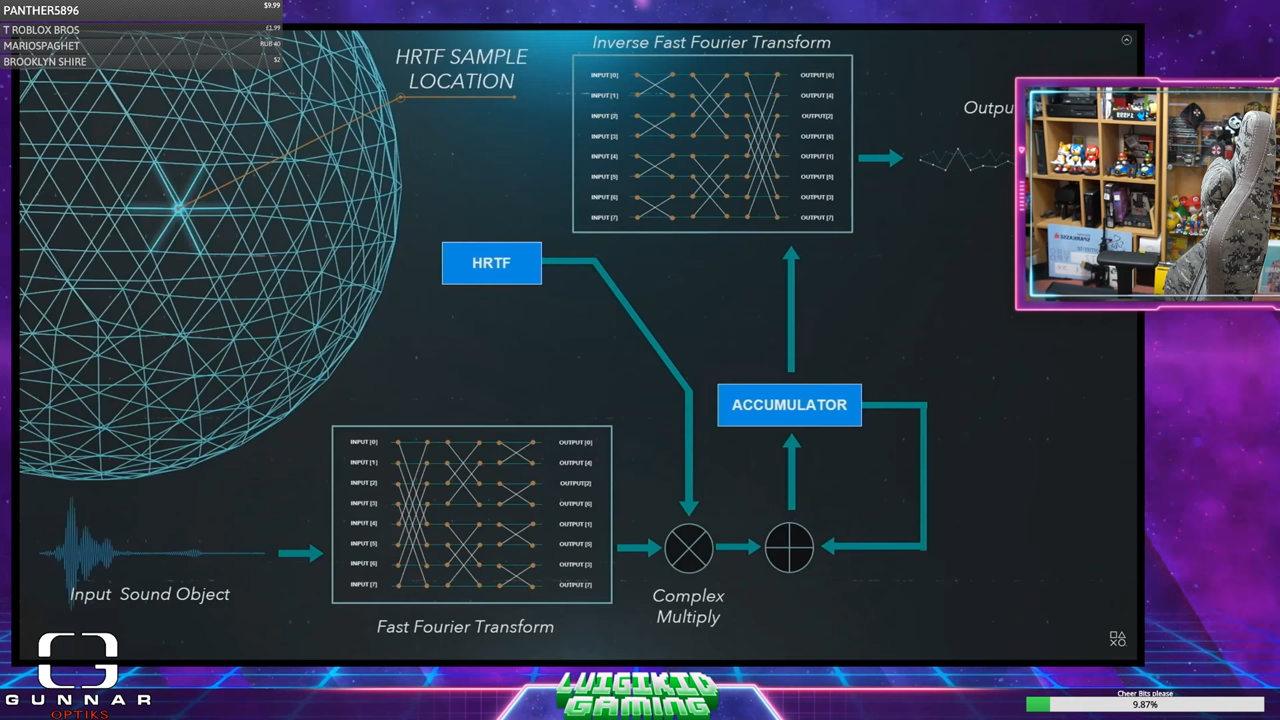 PANTHER5896 $9.99
T ROBLOX BROS £1.99
MARIOSPAGHET RUB 40
BROOKLYN SHIRE $2
HRTF SAMPLE
LOCATION
Inverse Fast Fourier Transform
INPUT [0] OUTPUT [0]
INPUT [1] OUTPUT [4]
INPUT [2] OUTPUT[2]
INPUT [3] OUTPUT [6]
INPUT [4] OUTPUT [1]
INPUT [5] OUTPUT [5]
INPUT [6] OUTPUT [3]
INPUT [7] OUTPUT [7]
Outpu
HRTF
ACCUMULATOR
INPUT [0] OUTPUT [0]
INPUT [1] OUTPUT [4]
INPUT [2] OUTPUT[2]
INPUT [3] OUTPUT [6]
INPUT [4] OUTPUT [1]
INPUT [5] OUTPUT [5]
INPUT [6] OUTPUT [3]
INPUT [7] OUTPUT [7]
Input Sound Object
Fast Fourier Transform
Complex
Multiply
GUNNAR
OPTIKS
LUIGIKID
GAMING
Cheer Bits please
9.87%